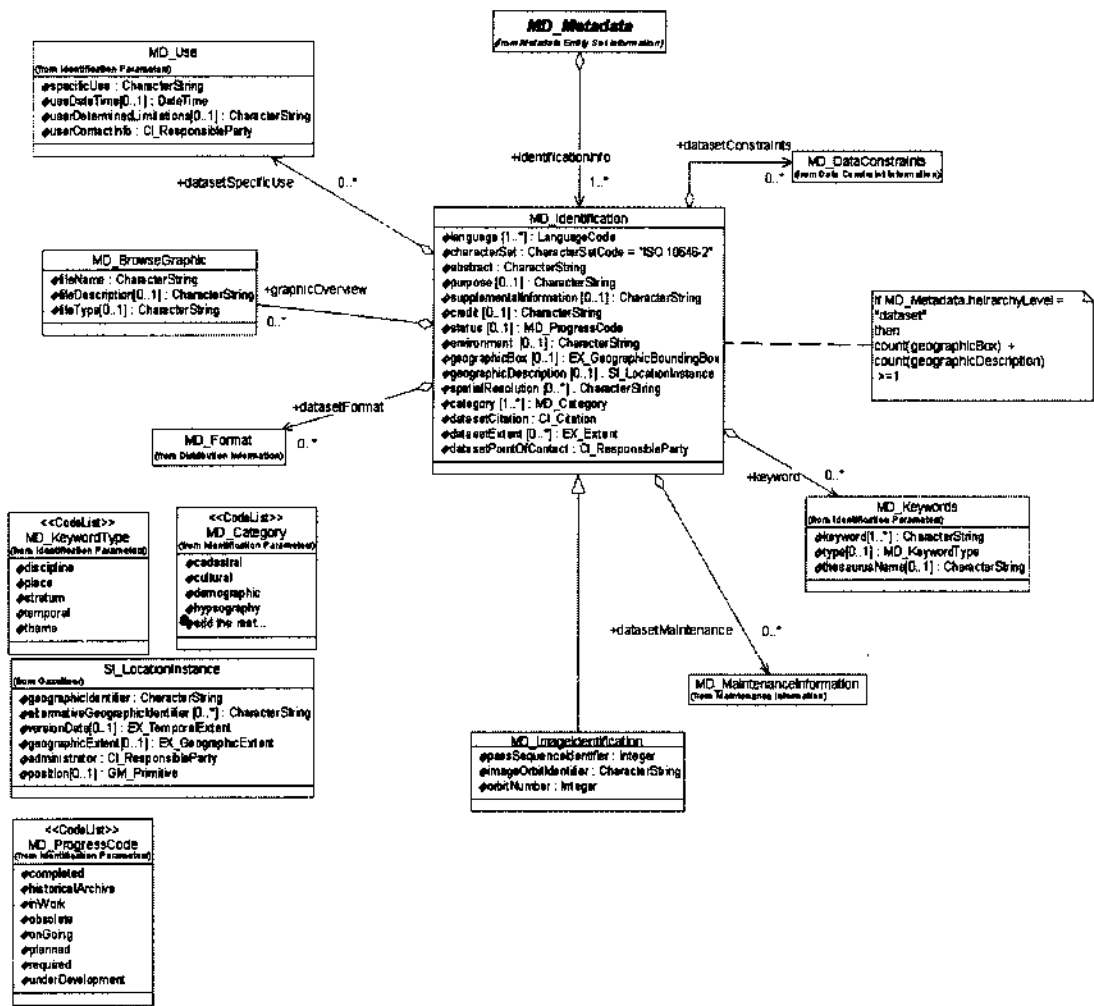 MD_Metadata
(from Metadata Entity Set Information)
MD_Use
(from Identification Parameters)
specificUse : CharacterString
useDateTime[0..1] : DateTime
userDeterminedLimitations[0..1] : CharacterString
userContactInfo : CI_ResponsibleParty
+datasetSpecificUse
0..*
+identificationInfo
1..*
+datasetConstraints
0..*
MD_DataConstraints
(from Data Constraint Information)
MD_Identification
language [1..*] : LanguageCode
characterSet : CharacterSetCode = "ISO 10646-2"
abstract : CharacterString
purpose [0..1] : CharacterString
supplementalInformation [0..1] : CharacterString
credit [0..1] : CharacterString
status [0..1] : MD_ProgressCode
environment [0..1] : CharacterString
geographicBox [0..1] : EX_GeographicBoundingBox
geographicDescription [0..1] : SI_LocationInstance
spatialResolution [0..*] : CharacterString
category [1..*] : MD_Category
datasetCitation : CI_Citation
datasetExtent [0..*] : EX_Extent
datasetPointOfContact : CI_ResponsibleParty
MD_BrowseGraphic
fileName : CharacterString
fileDescription[0..1] : CharacterString
fileType[0..1] : CharacterString
+graphicOverview
0..*
If MD_Metadata.heirarchyLevel =
"dataset"
then
count(geographicBox) +
count(geographicDescription)
>=1
+datasetFormat
0..*
MD_Format
(from Distribution Information)
+keyword
0..*
MD_Keywords
(from Identification Parameters)
keyword[1..*] : CharacterString
type[0..1] : MD_KeywordType
thesaurusName[0..1] : CharacterString
<<CodeList>>
MD_KeywordType
(from Identification Parameters)
discipline
place
stratum
temporal
theme
<<CodeList>>
MD_Category
(from Identification Parameters)
cadastral
cultural
demographic
hypsography
add the rest...
+datasetMaintenance
0..*
MD_MaintenanceInformation
(from Maintenance Information)
SI_LocationInstance
(from Gazetteer)
geographicIdentifier : CharacterString
alternativeGeographicIdentifier [0..*] : CharacterString
versionDate[0..1] : EX_TemporalExtent
geographicExtent[0..1] : EX_GeographicExtent
administrator : CI_ResponsibleParty
position[0..1] : GM_Primitive
MD_ImageIdentification
passSequenceIdentifier : Integer
imageOrbitIdentifier : CharacterString
orbitNumber : Integer
<<CodeList>>
MD_ProgressCode
(from Identification Parameters)
completed
historicalArchive
inWork
obsolete
onGoing
planned
required
underDevelopment